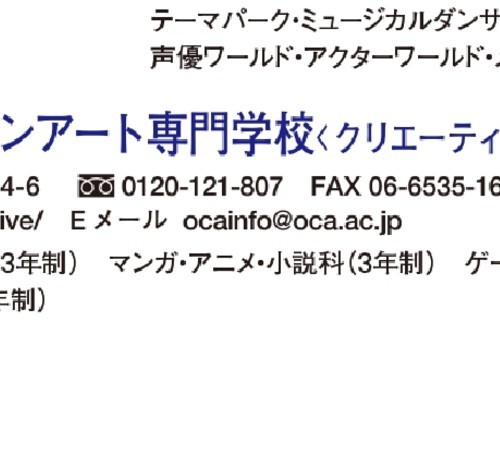 テーマパーク・ミュージカルダンサ
声優ワールド・アクターワールド・
ンアート専門学校〈クリエーティ
4-6 0120-121-807 FAX 06-6535-16
ive/ Eメール ocainfo@oca.ac.jp
3年制） マンガ・アニメ・小説科（3年制） ゲー
年制）